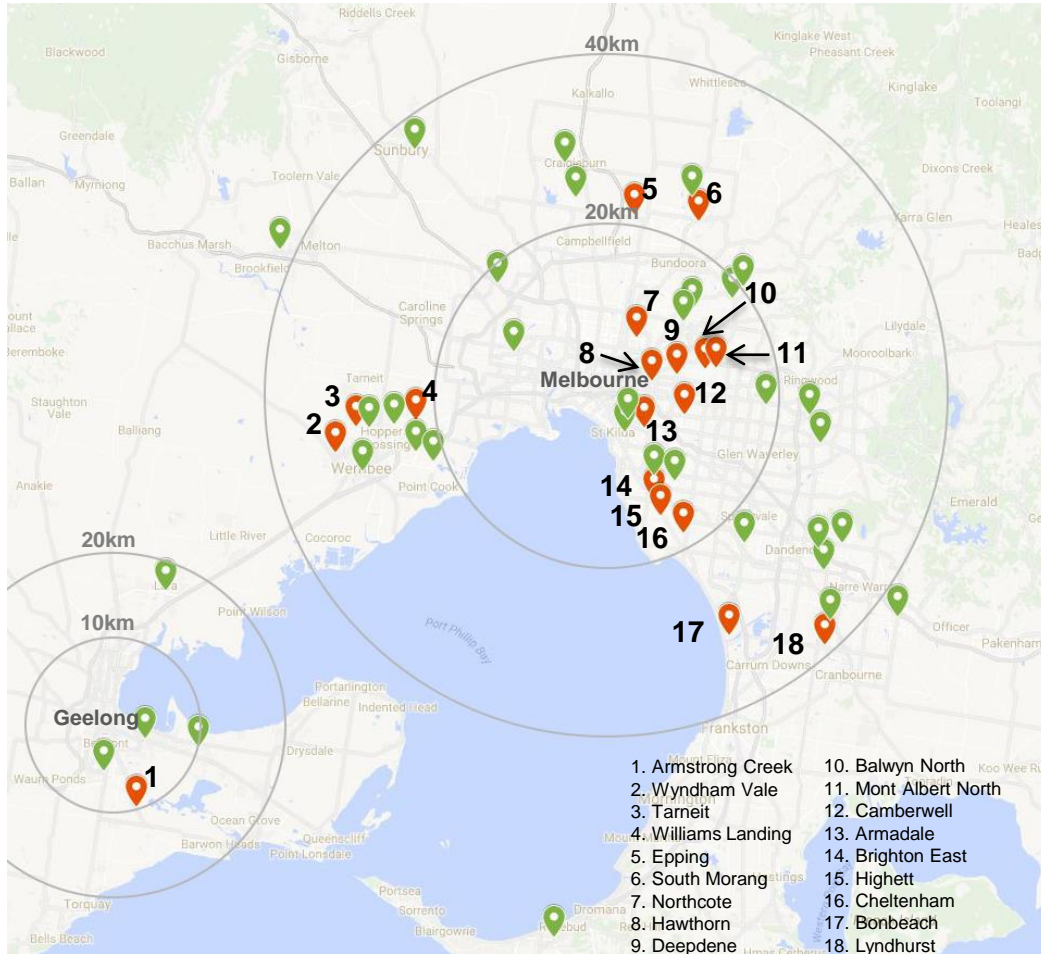 Riddells Creek
Kinglake West
Pheasant Creek
Blackwood
Gisborne
40km
Whittlesea
Kinglake
Kalkallo
Toolangi
Greendale
Sunbury
Craigieburn
Dixons Creek
Ballan
Myrniong
Toolern Vale
5
6
20km
Yarra Glen
Bacchus Marsh
Melton
Campbellfield
Brookfield
Bundoora
10
Caroline
Springs
7
Lilydale
9
8
11
Mooroolbark
Melbourne
Ringwood
Staughton
Vale
Tarneit
3
4
12
2
Hopper
Crossing
St Kilda
13
Balliang
Glen Waverley
Werribee
Point Cook
Anakie
14
Emerald
15
Springvale
Little River
Cocoroc
16
Dandenong
20km
Lara
Narre Warren
Point Wilson
10km
17
Officer
Port Phillip Bay
18
Pakenham
Carrum Downs
Cranbourne
Portarlington
Bellarine
Indented Head
Geelong
Frankston
Belmont
Drysdale
Waurn Ponds
Mount Eliza
Koo Wee Rup
1
Mornington
Ocean Grove
Barwon Heads
Queenscliff
Point Lonsdale
Torquay
Portsea
Sorrento
Dromana
Rosebud
Blairgowrie
Bells Beach
1. Armstrong Creek
2. Wyndham Vale
3. Tarneit
4. Williams Landing
5. Epping
6. South Morang
7. Northcote
8. Hawthorn
9. Deepdene
10. Balwyn North
11. Mont Albert North
12. Camberwell
13. Armadale
14. Brighton East
15. Highett
16. Cheltenham
17. Bonbeach
18. Lyndhurst